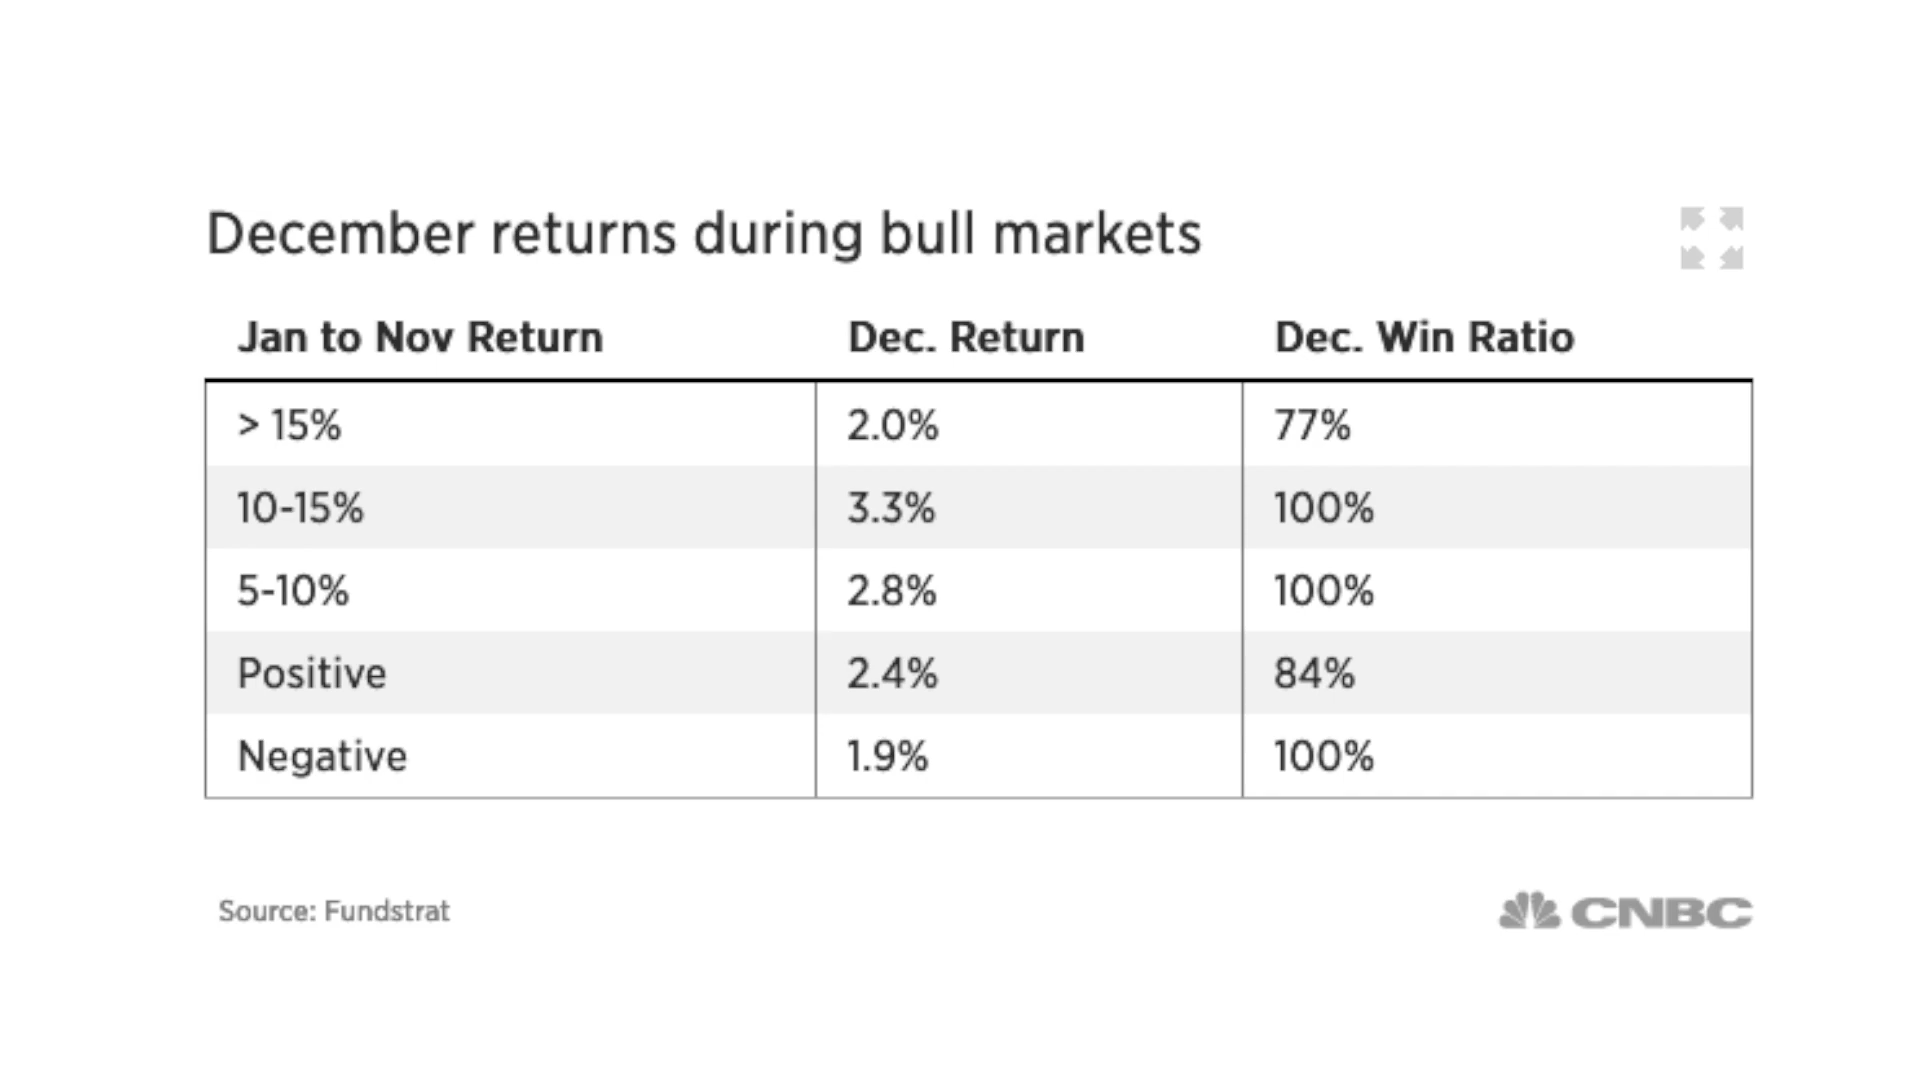 December returns during bull markets
Jan to Nov Return Dec. Return Dec. Win Ratio
> 15% 2.0% 77%
10-15% 3.3% 100%
5-10% 2.8% 100%
Positive 2.4% 84%
Negative 1.9% 100%
Source: Fundstrat CNBC